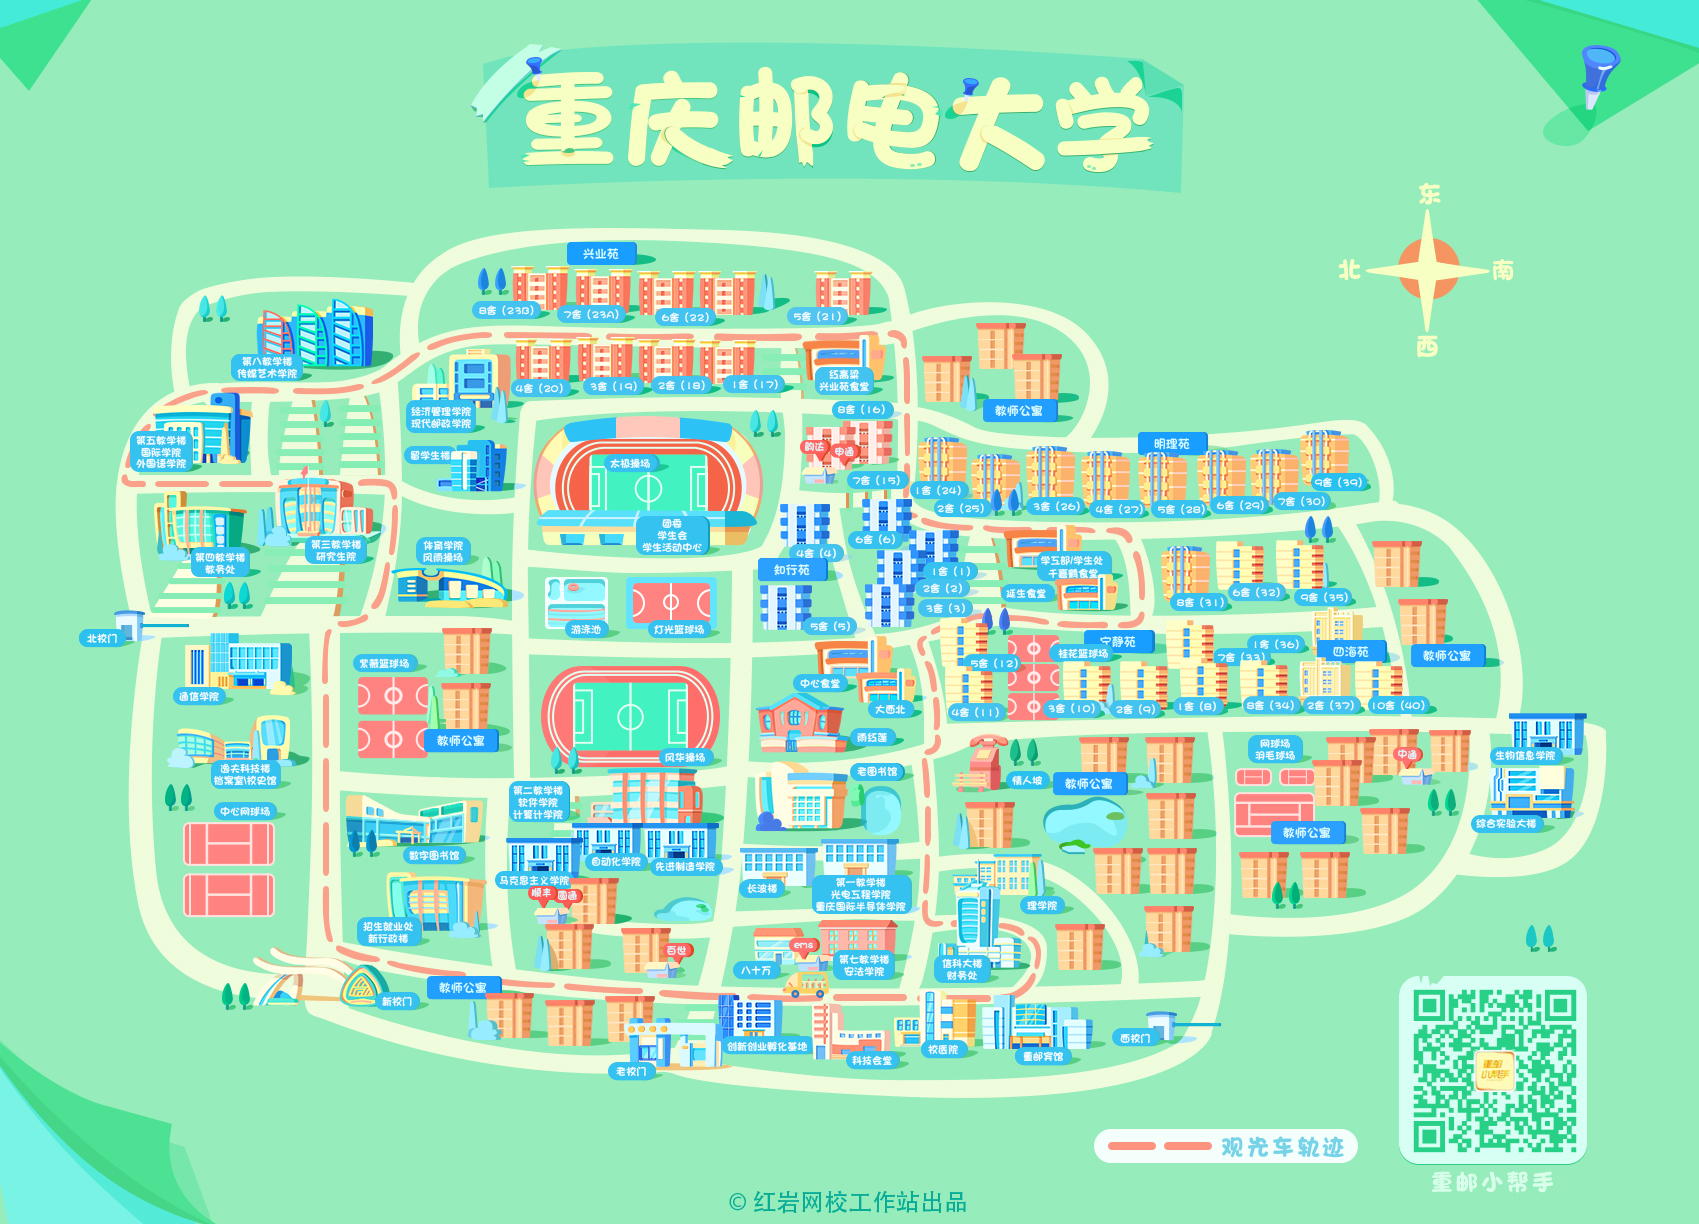 重庆邮电大学
东
北
南
西
兴业苑
8舍（23B）
7舍（23A）
6舍（22）
5舍（21）
第八教学楼
传媒艺术学院
4舍（20）
3舍（19）
2舍（18）
1舍（17）
红高粱
兴业苑食堂
经济管理学院
现代邮政学院
教师公寓
8舍（16）
第五教学楼
国际学院
外国语学院
留学生楼
太极操场
韵达
申通
7舍（15）
明理苑
1舍（24）
2舍（25）
3舍（26）
4舍（27）
5舍（28）
6舍（29）
7舍（30）
9舍（39）
团委
学生会
学生活动中心
第四教学楼
教务处
第三教学楼
研究生院
体育学院
风雨操场
4舍（4）
6舍（6）
知行苑
1舍（1）
2舍（2）
3舍（3）
5舍（5）
学工部/学生处
千喜鹤食堂
延生食堂
8舍（31）
6舍（32）
9舍（35）
游泳池
灯光篮球场
北校门
紫薇篮球场
通信学院
中心食堂
大西北
5舍（12）
桂花篮球场
宁静苑
7舍（33）
1舍（36）
四海苑
教师公寓
4舍（11）
3舍（10）
2舍（9）
1舍（8）
8舍（34）
2舍（37）
10舍（40）
教师公寓
雨红莲
风华操场
逸夫科技楼
档案室\校史馆
老图书馆
情人坡
教师公寓
网球场
羽毛球场
中通
生物信息学院
中心网球场
第二教学楼
软件学院
计智计学院
综合实验大楼
教师公寓
数字图书馆
自动化学院
先进制造学院
马克思主义学院
顺丰
圆通
长波楼
第一教学楼
光电工程学院
重庆国际半导体学院
理学院
招生就业处
新行政楼
百世
ems
八十万
第七教学楼
安法学院
信科大楼
财务处
新校门
教师公寓
创新创业孵化基地
科技会堂
校医院
重邮宾馆
西校门
老校门
观光车轨迹
重邮
小帮手
重邮小帮手
© 红岩网校工作站出品